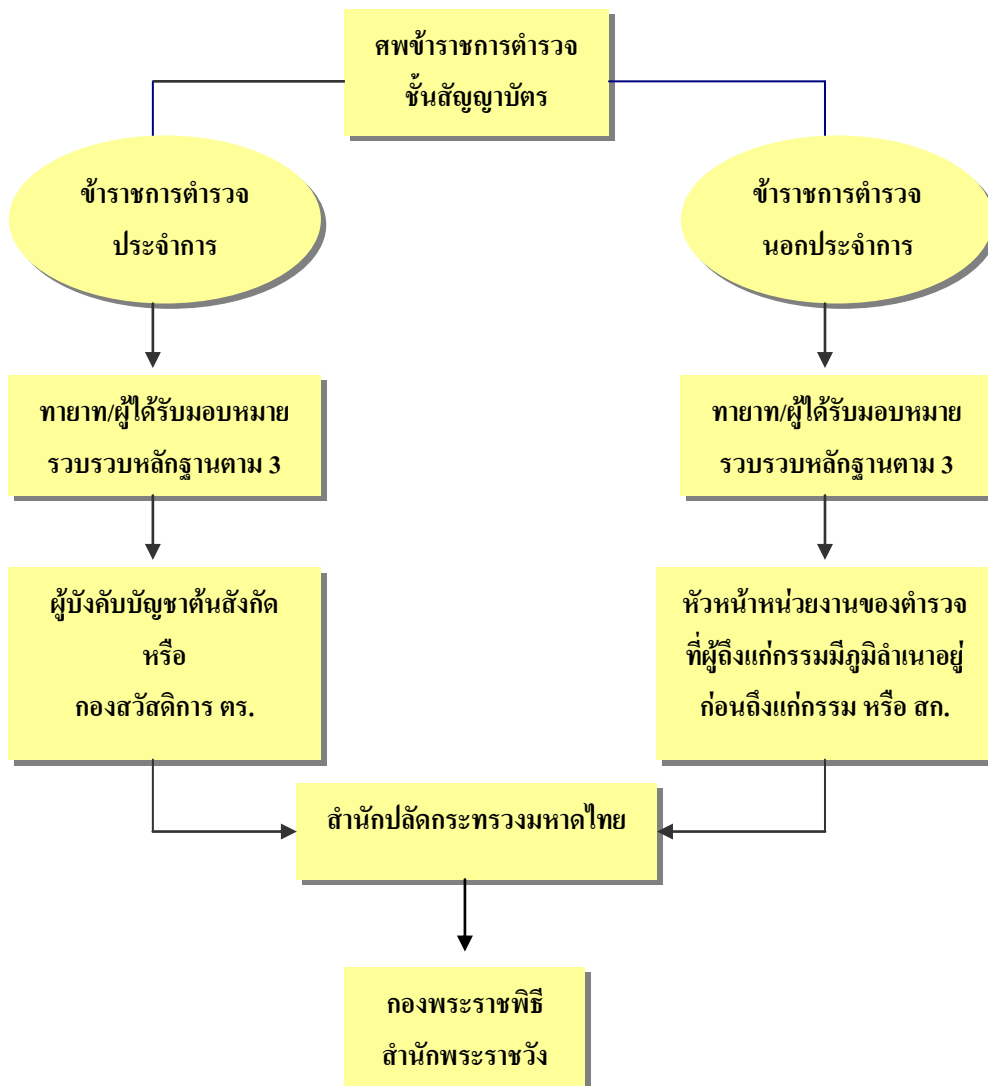 ศพข้าราชการตำรวจ
ชั้นสัญญาบัตร
ข้าราชการตำรวจ
ประจำการ
ข้าราชการตำรวจ
นอกประจำการ
ทายาท/ผู้ได้รับมอบหมาย
รวบรวบหลักฐานตาม 3
ทายาท/ผู้ได้รับมอบหมาย
รวบรวบหลักฐานตาม 3
ผู้บังคับบัญชาต้นสังกัด
หรือ
กองสวัสดิการ ตร.
หัวหน้าหน่วยงานของตำรวจ
ที่ผู้ถึงแก่กรรมมีภูมิลำเนาอยู่
ก่อนถึงแก่กรรม หรือ สก.
สำนักปลัดกระทรวงมหาดไทย
กองพระราชพิธี
สำนักพระราชวัง